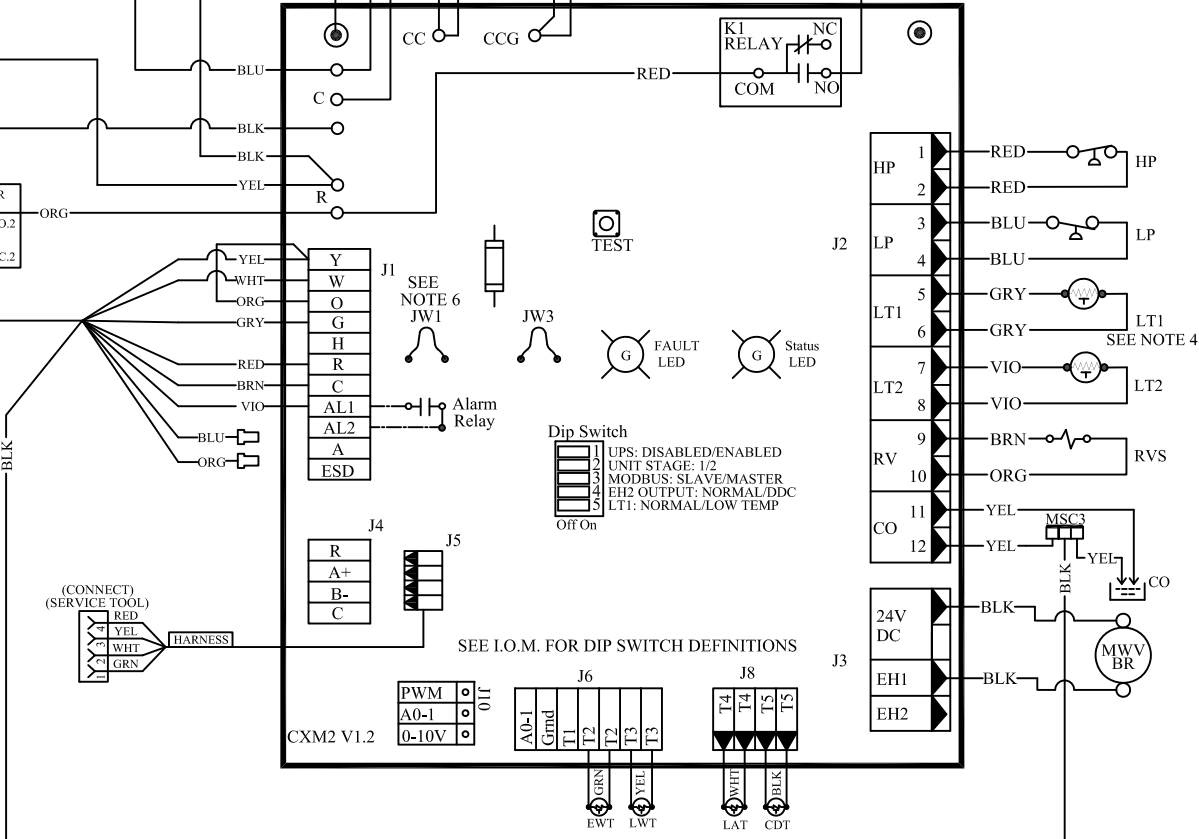 CC
CCG
K1
RELAY
NC
COM
NO
BLU
RED
C
BLK
BLK
YEL
R
ORG
R
O.2
C.2
YEL
WHT
ORG
GRY
RED
BRN
VIO
BLU
ORG
BLK
Y
W
O
G
H
R
C
AL1
AL2
A
ESD
J1
SEE
NOTE 6
JW1
JW3
TEST
G
FAULT
LED
G
Status
LED
Alarm
Relay
Dip Switch
1 UPS: DISABLED/ENABLED
2 UNIT STAGE: 1/2
3 MODBUS: SLAVE/MASTER
4 EH2 OUTPUT: NORMAL/DDC
5 LT1: NORMAL/LOW TEMP
Off On
J2
HP
1
2
RED
RED
HP
LP
3
4
BLU
BLU
LP
LT1
5
6
GRY
GRY
LT1
SEE NOTE 4
LT2
7
8
VIO
VIO
LT2
RV
9
10
BRN
ORG
RVS
CO
11
12
YEL
YEL
MSC3
YEL
BLK
CO
J4
R
A+
B-
C
J5
(CONNECT)
(SERVICE TOOL)
4
3
2
1
RED
YEL
WHT
GRN
HARNESS
SEE I.O.M. FOR DIP SWITCH DEFINITIONS
J3
24V
DC
EH1
EH2
BLK
BLK
MWV
BR
CXM2 V1.2
PWM
A0-1
0-10V
J10
J6
A0-1
Grnd
T1
T2
T2
T3
T3
GRN
YEL
EWT
LWT
J8
T4
T4
T5
T5
WHT
BLK
LAT
CDT